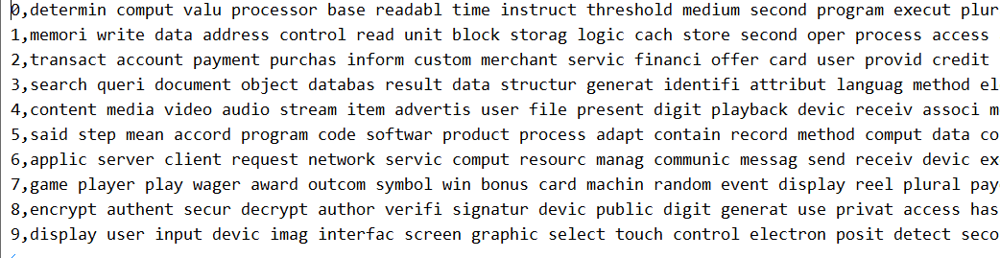 0,determin comput valu processor base readabl time instruct threshold medium second program execut plur
1,memori write data address control read unit block storag logic cach store second oper process access
2,transact account payment purchas inform custom merchant servic financi offer card user provid credit
3,search queri document object databas result data structur generat identifi attribut languag method el
4,content media video audio stream item advertis user file present digit playback devic receiv associ m
5,said step mean accord program code softwar product process adapt contain record method comput data co
6,applic server client request network servic comput resourc manag communic messag send receiv devic ex
7,game player play wager award outcom symbol win bonus card machin random event display reel plural pay
8,encrypt authent secur decrypt author verifi signatur devic public digit generat use privat access has
9,display user input devic imag interfac screen graphic select touch control electron posit detect seco